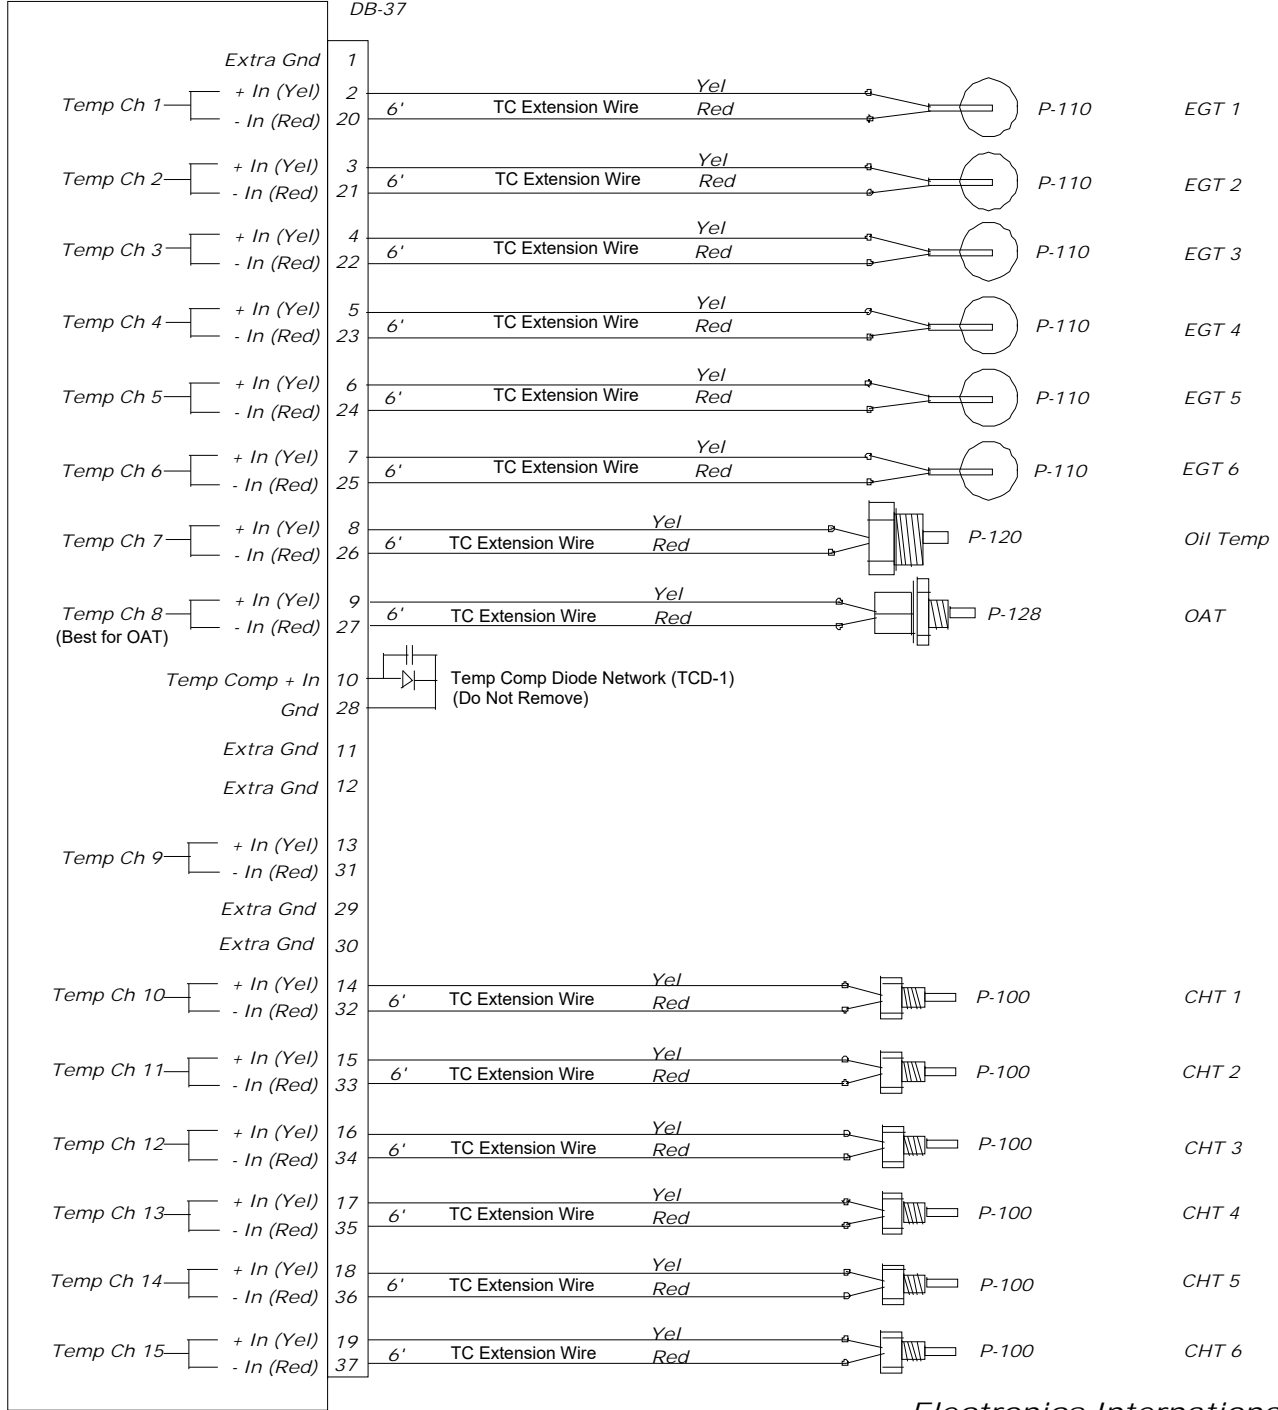 DB-37
Extra Gnd 1
Temp Ch 1 + In (Yel) 2 Yel
- In (Red) 20 6' TC Extension Wire Red P-110 EGT 1
Temp Ch 2 + In (Yel) 3 Yel
- In (Red) 21 6' TC Extension Wire Red P-110 EGT 2
Temp Ch 3 + In (Yel) 4 Yel
- In (Red) 22 6' TC Extension Wire Red P-110 EGT 3
Temp Ch 4 + In (Yel) 5 Yel
- In (Red) 23 6' TC Extension Wire Red P-110 EGT 4
Temp Ch 5 + In (Yel) 6 Yel
- In (Red) 24 6' TC Extension Wire Red P-110 EGT 5
Temp Ch 6 + In (Yel) 7 Yel
- In (Red) 25 6' TC Extension Wire Red P-110 EGT 6
Temp Ch 7 + In (Yel) 8 Yel
- In (Red) 26 6' TC Extension Wire Red P-120 Oil Temp
Temp Ch 8 + In (Yel) 9 Yel
(Best for OAT) - In (Red) 27 6' TC Extension Wire Red P-128 OAT
Temp Comp + In 10 Temp Comp Diode Network (TCD-1)
(Do Not Remove)
Gnd 28
Extra Gnd 11
Extra Gnd 12
Temp Ch 9 + In (Yel) 13
- In (Red) 31
Extra Gnd 29
Extra Gnd 30
Temp Ch 10 + In (Yel) 14 Yel
- In (Red) 32 6' TC Extension Wire Red P-100 CHT 1
Temp Ch 11 + In (Yel) 15 Yel
- In (Red) 33 6' TC Extension Wire Red P-100 CHT 2
Temp Ch 12 + In (Yel) 16 Yel
- In (Red) 34 6' TC Extension Wire Red P-100 CHT 3
Temp Ch 13 + In (Yel) 17 Yel
- In (Red) 35 6' TC Extension Wire Red P-100 CHT 4
Temp Ch 14 + In (Yel) 18 Yel
- In (Red) 36 6' TC Extension Wire Red P-100 CHT 5
Temp Ch 15 + In (Yel) 19 Yel
- In (Red) 37 6' TC Extension Wire Red P-100 CHT 6